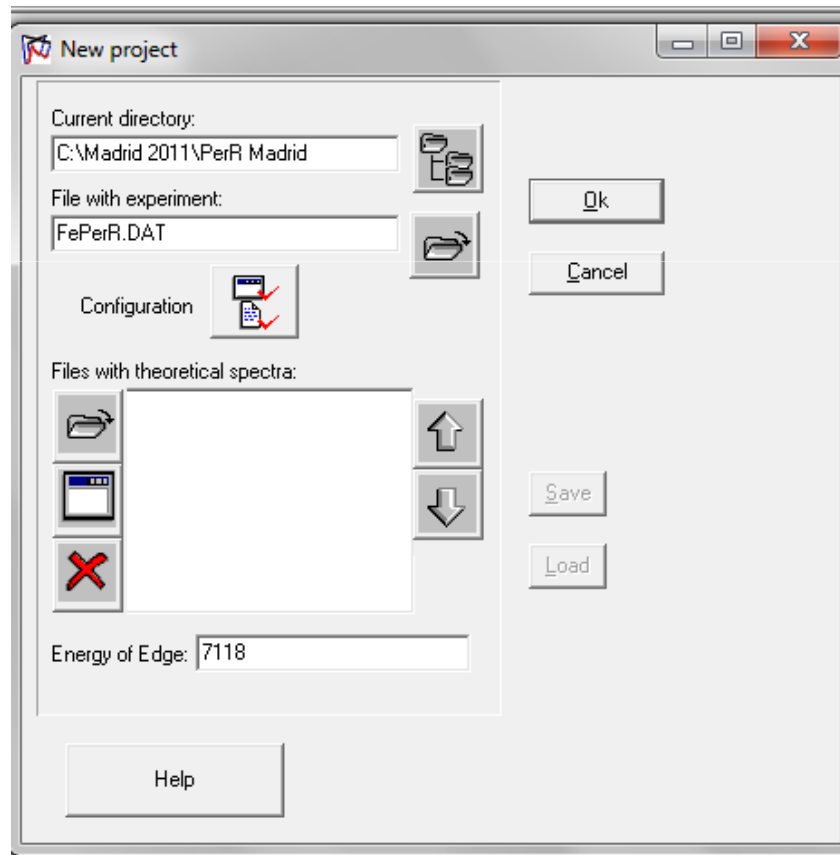 New project
Current directory:
C:\Madrid 2011\PerR Madrid
File with experiment:
FePerR.DAT
Configuration
Files with theoretical spectra:
Energy of Edge: 7118
Help
Ok
Cancel
Save
Load